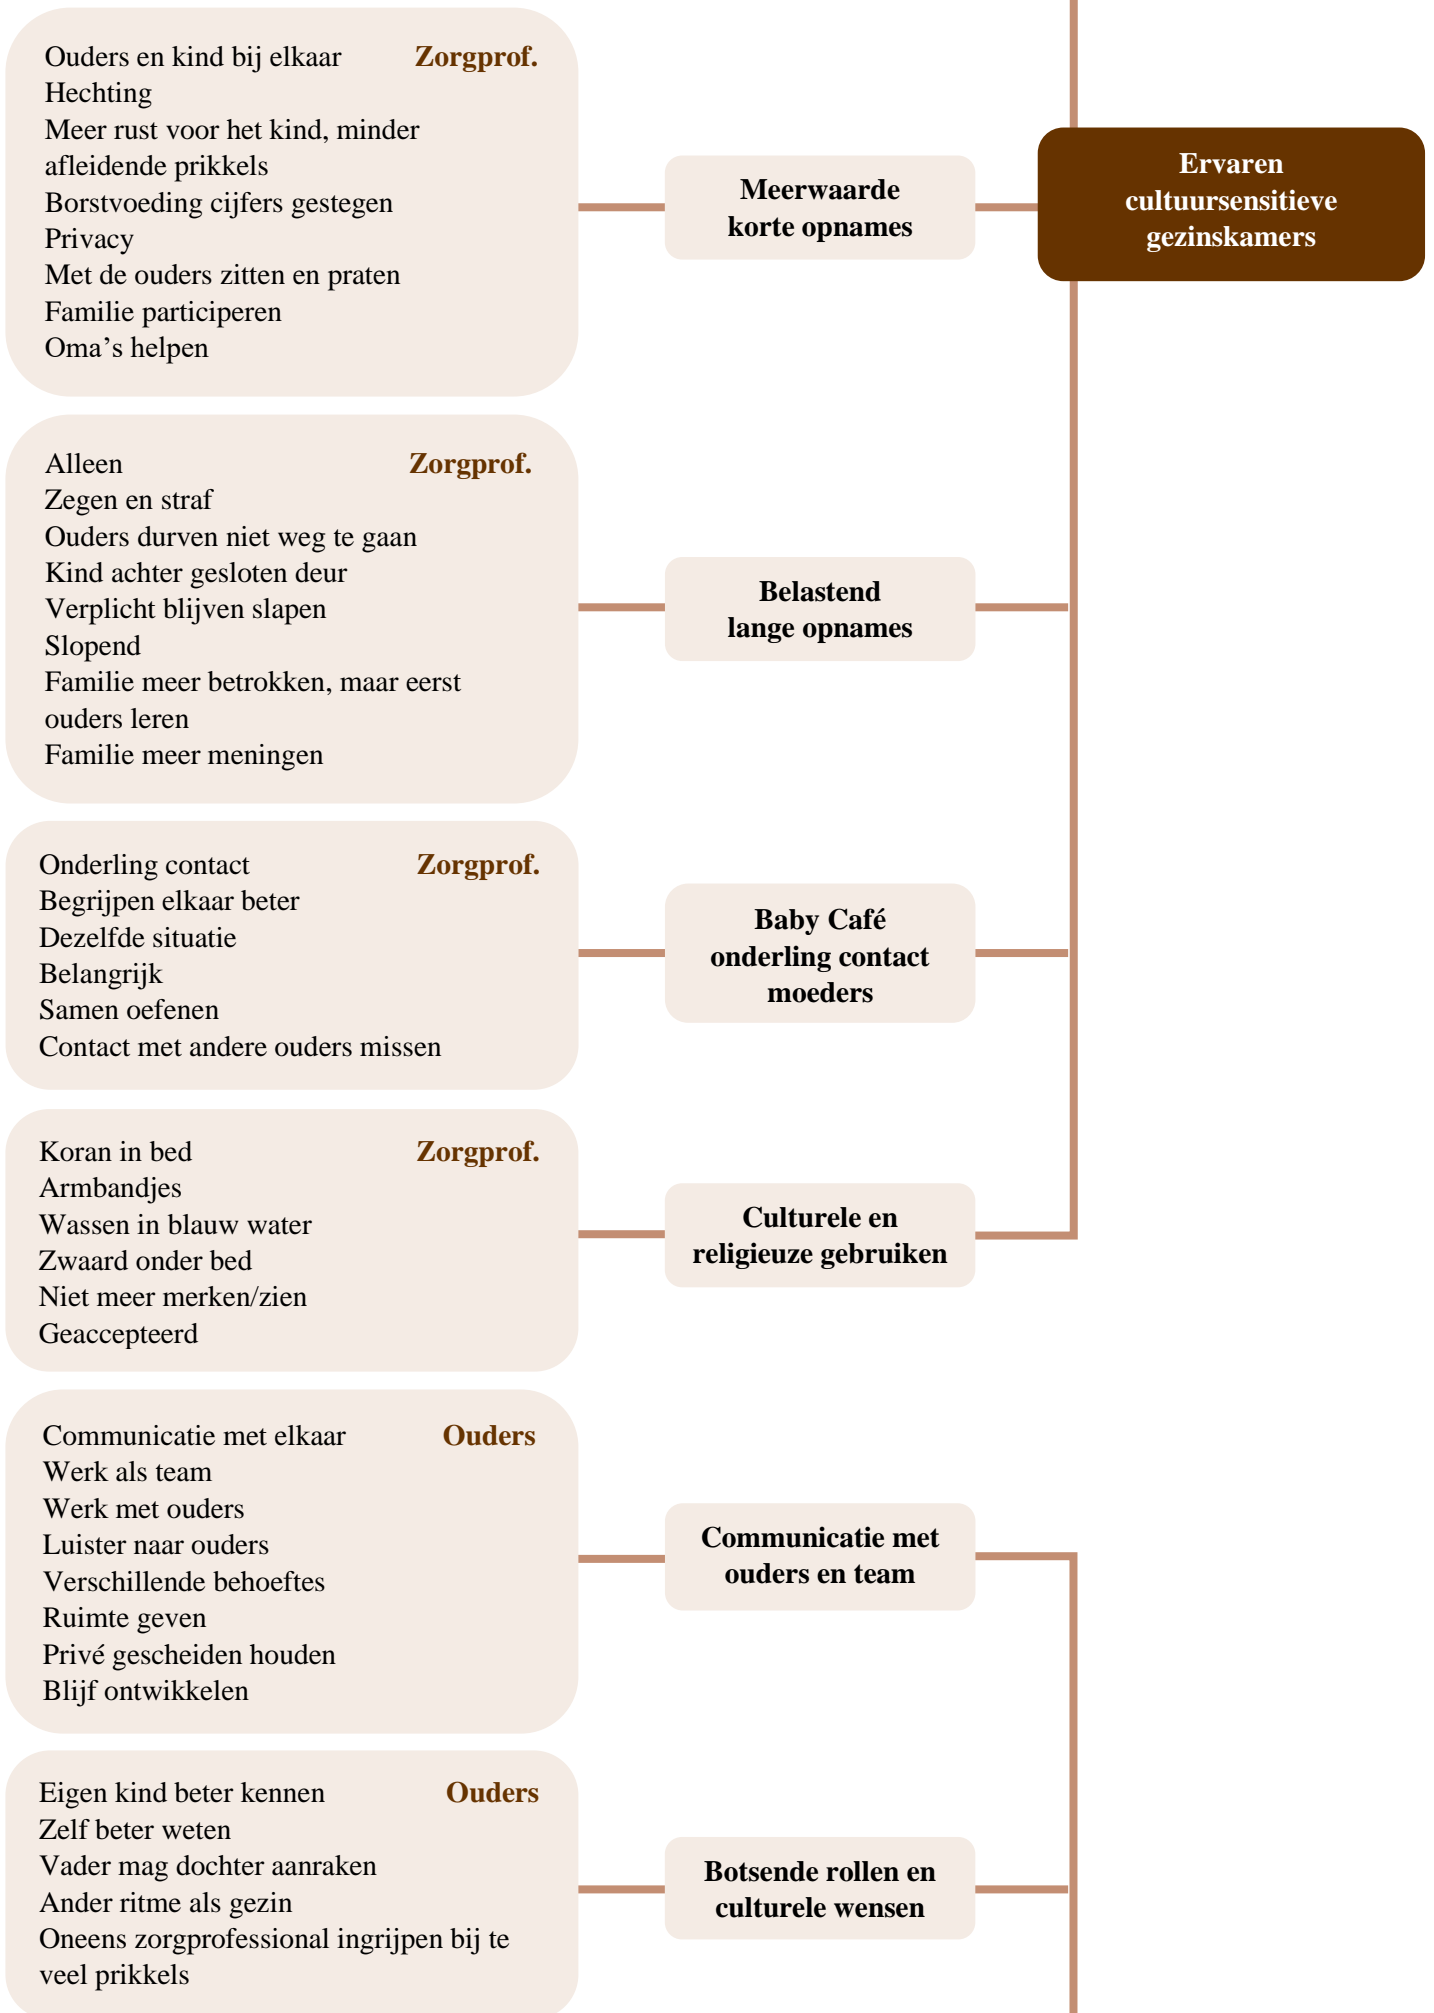 Ouders en kind bij elkaar Zorgprof.
Hechting
Meer rust voor het kind, minder
afleidende prikkels
Borstvoeding cijfers gestegen
Privacy
Met de ouders zitten en praten
Familie participeren
Oma’s helpen
Meerwaarde
korte opnames
Ervaren
cultuursensitieve
gezinskamers
Alleen Zorgprof.
Zegen en straf
Ouders durven niet weg te gaan
Kind achter gesloten deur
Verplicht blijven slapen
Slopend
Familie meer betrokken, maar eerst
ouders leren
Familie meer meningen
Belastend
lange opnames
Onderling contact Zorgprof.
Begrijpen elkaar beter
Dezelfde situatie
Belangrijk
Samen oefenen
Contact met andere ouders missen
Baby Café
onderling contact
moeders
Koran in bed Zorgprof.
Armbandjes
Wassen in blauw water
Zwaard onder bed
Niet meer merken/zien
Geaccepteerd
Culturele en
religieuze gebruiken
Communicatie met elkaar Ouders
Werk als team
Werk met ouders
Luister naar ouders
Verschillende behoeftes
Ruimte geven
Privé gescheiden houden
Blijf ontwikkelen
Communicatie met
ouders en team
Eigen kind beter kennen Ouders
Zelf beter weten
Vader mag dochter aanraken
Ander ritme als gezin
Oneens zorgprofessional ingrijpen bij te
veel prikkels
Botsende rollen en
culturele wensen